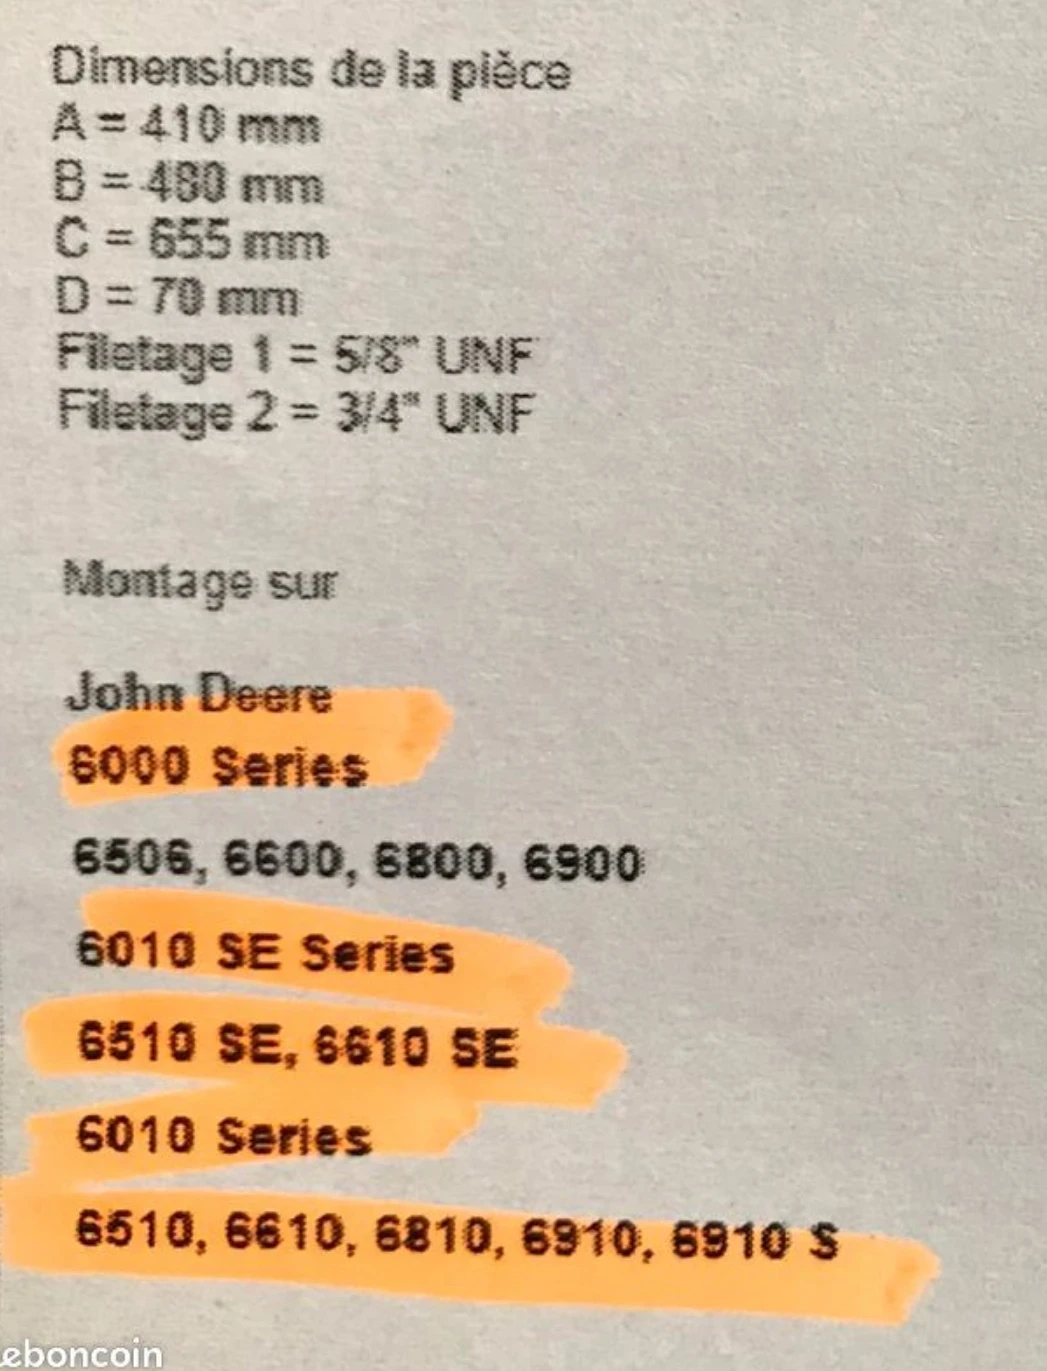 Dimensions de la pièce
A = 410 mm
B = 480 mm
C = 655 mm
D = 70 mm
Filetage 1 = 5/8" UNF
Filetage 2 = 3/4" UNF
Montage sur
John Deere
6000 Series
6506, 6600, 6800, 6900
6010 SE Series
6510 SE, 6610 SE
6010 Series
6510, 6610, 6810, 6910, 6910 S
eboncoin